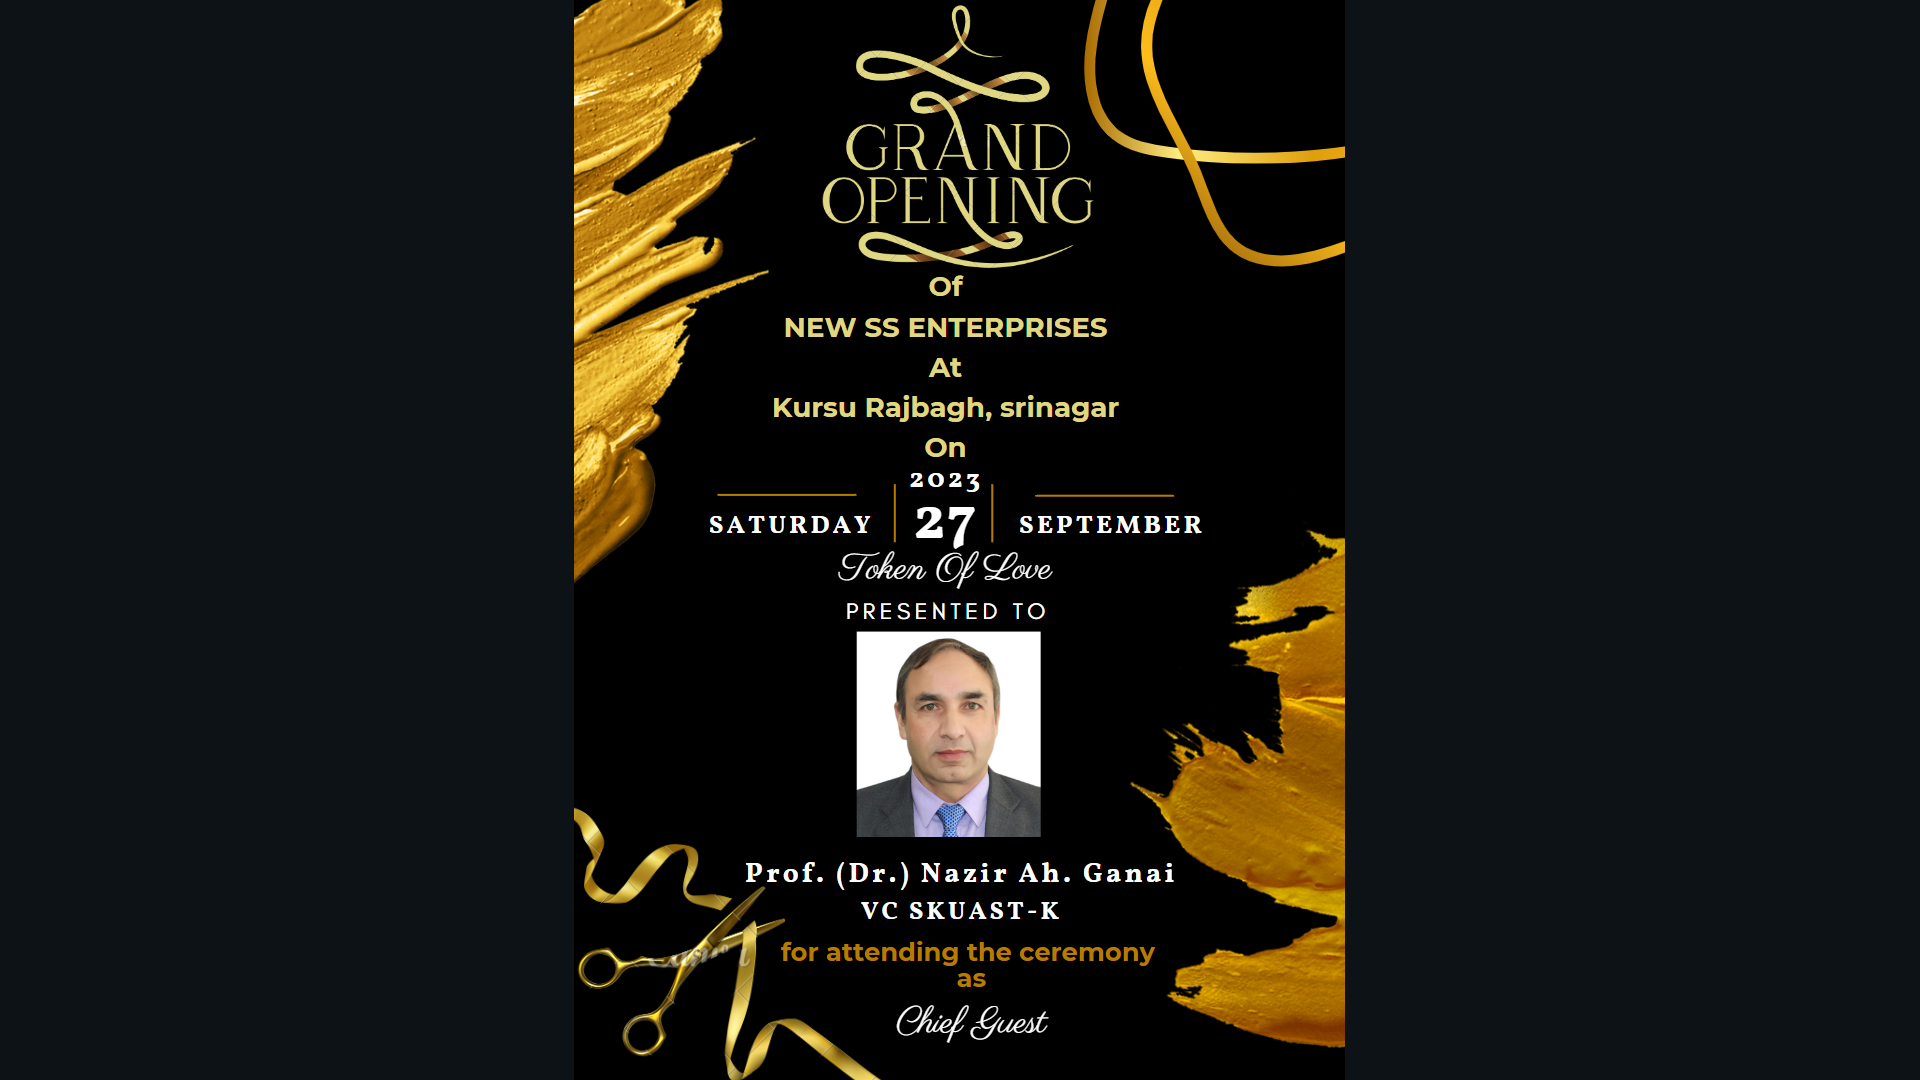 GRAND
OPENING
Of
NEW SS ENTERPRISES
At
Kursu Rajbagh, srinagar
On
2023
SATURDAY 27 SEPTEMBER
Token Of Love
PRESENTED TO
Prof. (Dr.) Nazir Ah. Ganai
VC SKUAST-K
for attending the ceremony
as
Chief Guest